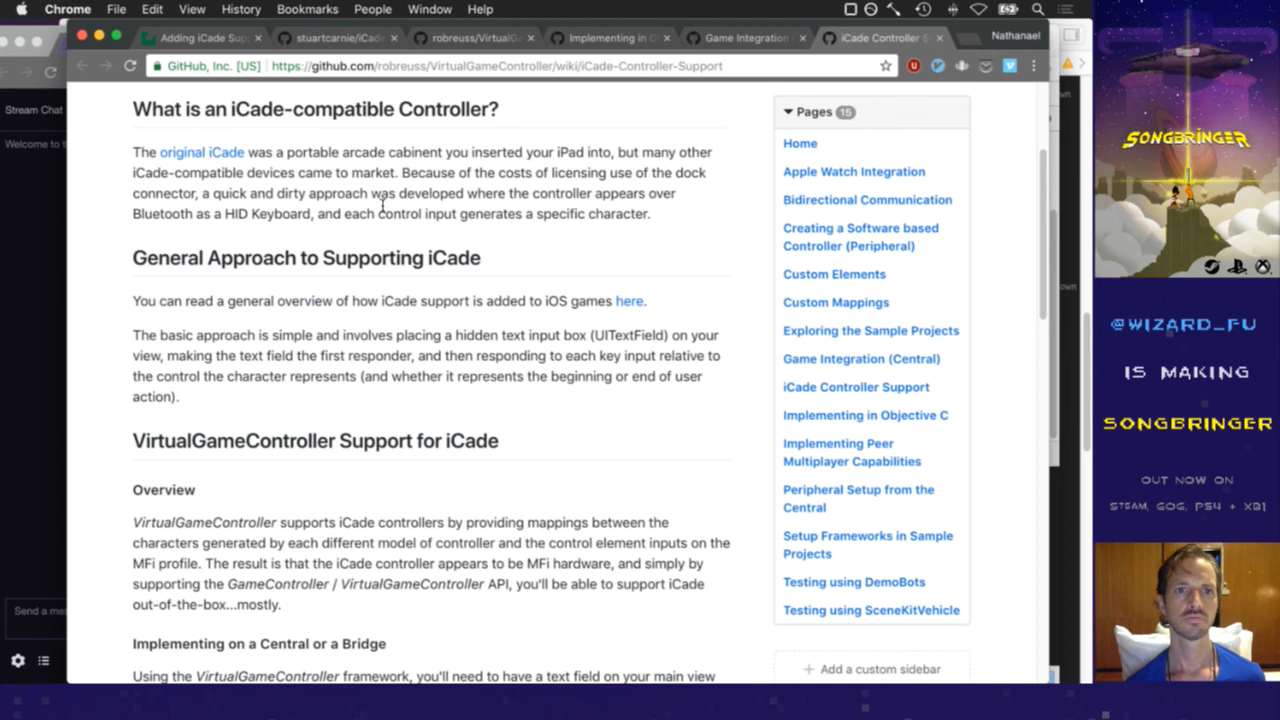 Chrome File Edit View History Bookmarks People Window Help
Adding iCade Sup
stuartcarnie/iCade
robreuss/VirtualGa
Implementing in O
Game Integration
iCade Controller S
Nathanael
GitHub, Inc. [US] https://github.com/robreuss/VirtualGameController/wiki/iCade-Controller-Support
Stream Chat
Welcome to t
Send a mes
What is an iCade-compatible Controller?
The original iCade was a portable arcade cabinent you inserted your iPad into, but many other
iCade-compatible devices came to market. Because of the costs of licensing use of the dock
connector, a quick and dirty approach was developed where the controller appears over
Bluetooth as a HID Keyboard, and each control input generates a specific character.
General Approach to Supporting iCade
You can read a general overview of how iCade support is added to iOS games here.
The basic approach is simple and involves placing a hidden text input box (UITextField) on your
view, making the text field the first responder, and then responding to each key input relative to
the control the character represents (and whether it represents the beginning or end of user
action).
VirtualGameController Support for iCade
Overview
VirtualGameController supports iCade controllers by providing mappings between the
characters generated by each different model of controller and the control element inputs on the
MFi profile. The result is that the iCade controller appears to be MFi hardware, and simply by
supporting the GameController / VirtualGameController API, you'll be able to support iCade
out-of-the-box...mostly.
Implementing on a Central or a Bridge
Using the VirtualGameController framework, you'll need to have a text field on your main view
Pages 15
Home
Apple Watch Integration
Bidirectional Communication
Creating a Software based
Controller (Peripheral)
Custom Elements
Custom Mappings
Exploring the Sample Projects
Game Integration (Central)
iCade Controller Support
Implementing in Objective C
Implementing Peer
Multiplayer Capabilities
Peripheral Setup from the
Central
Setup Frameworks in Sample
Projects
Testing using DemoBots
Testing using SceneKitVehicle
+ Add a custom sidebar
SONGBRINGER
@WIZARD_FU
IS MAKING
SONGBRINGER
OUT NOW ON
STEAM, GOG, PS4 + XB1